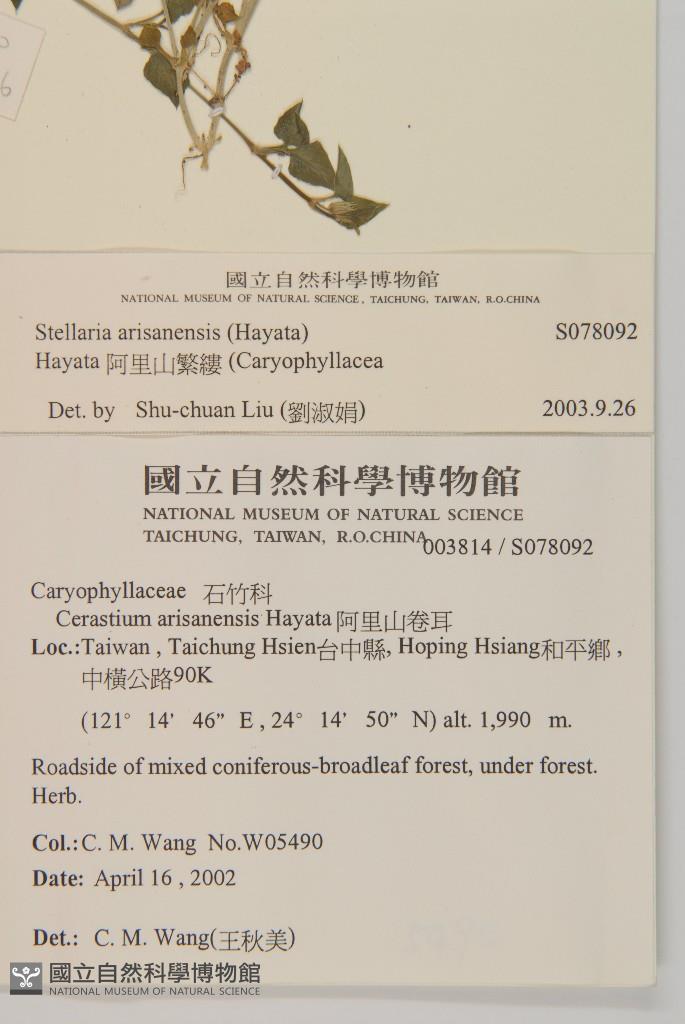 6
國立自然科學博物館
NATIONAL MUSEUM OF NATURAL SCIENCE, TAICHUNG, TAIWAN, R.O.CHINA
Stellaria arisanensis (Hayata) S078092
Hayata 阿里山繁縷 (Caryophyllacea
Det. by Shu-chuan Liu (劉淑娟) 2003.9.26
國立自然科學博物館
NATIONAL MUSEUM OF NATURAL SCIENCE
TAICHUNG, TAIWAN, R.O.CHINA
003814 / S078092
Caryophyllaceae 石竹科
Cerastium arisanensis Hayata 阿里山卷耳
Loc.:Taiwan , Taichung Hsien台中縣, Hoping Hsiang和平鄉 ,
中橫公路90K
(121° 14' 46” E , 24° 14' 50” N) alt. 1,990 m.
Roadside of mixed coniferous-broadleaf forest, under forest.
Herb.
Col.: C. M. Wang No.W05490
Date: April 16 , 2002
Det.: C. M. Wang(王秋美)
國立自然科學博物館
NATIONAL MUSEUM OF NATURAL SCIENCE